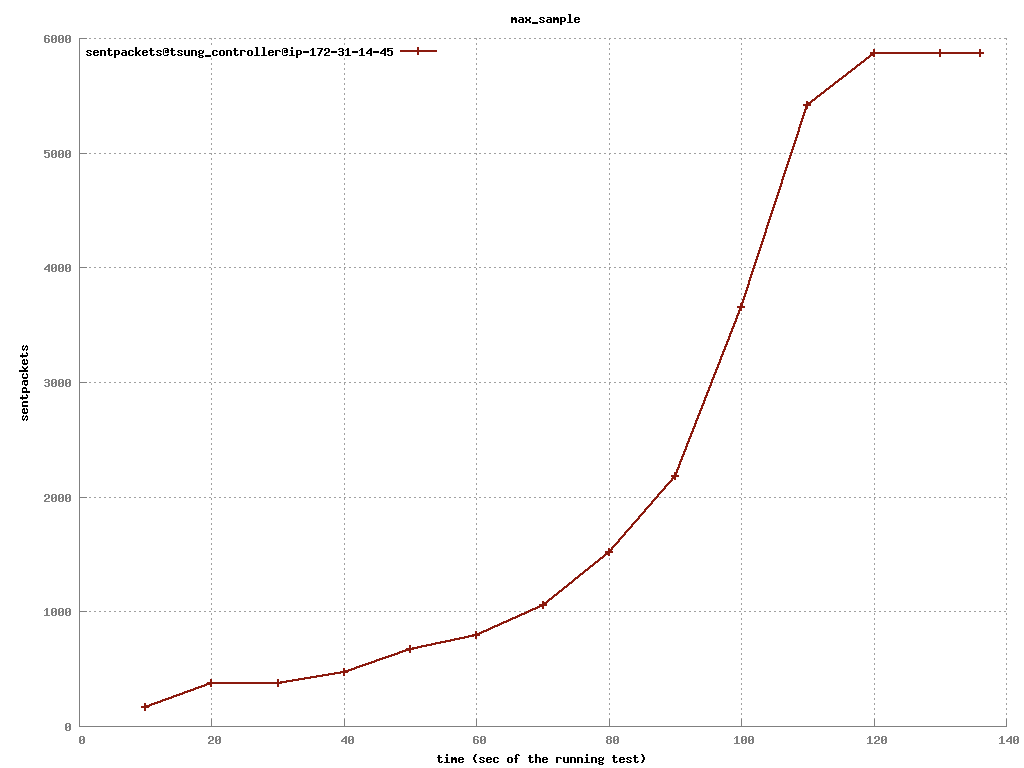 max_sample
sentpackets@tsung_controller@ip-172-31-14-45
6000
5000
4000
3000
2000
1000
0
sentpackets
0 20 40 60 80 100 120 140
time (sec of the running test)